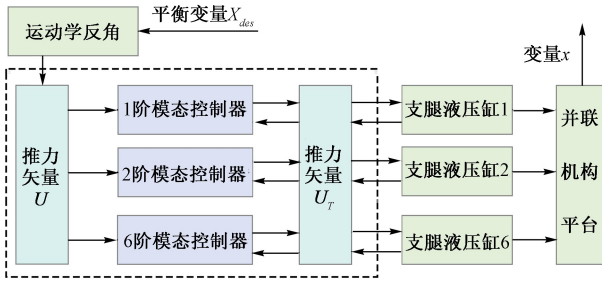 平衡变量Xdes
运动学反角
变量x
1阶模态控制器
支腿液压缸1
推力
矢量
U
2阶模态控制器
推力
矢量
UT
支腿液压缸2
并联
机构
平台
6阶模态控制器
支腿液压缸6